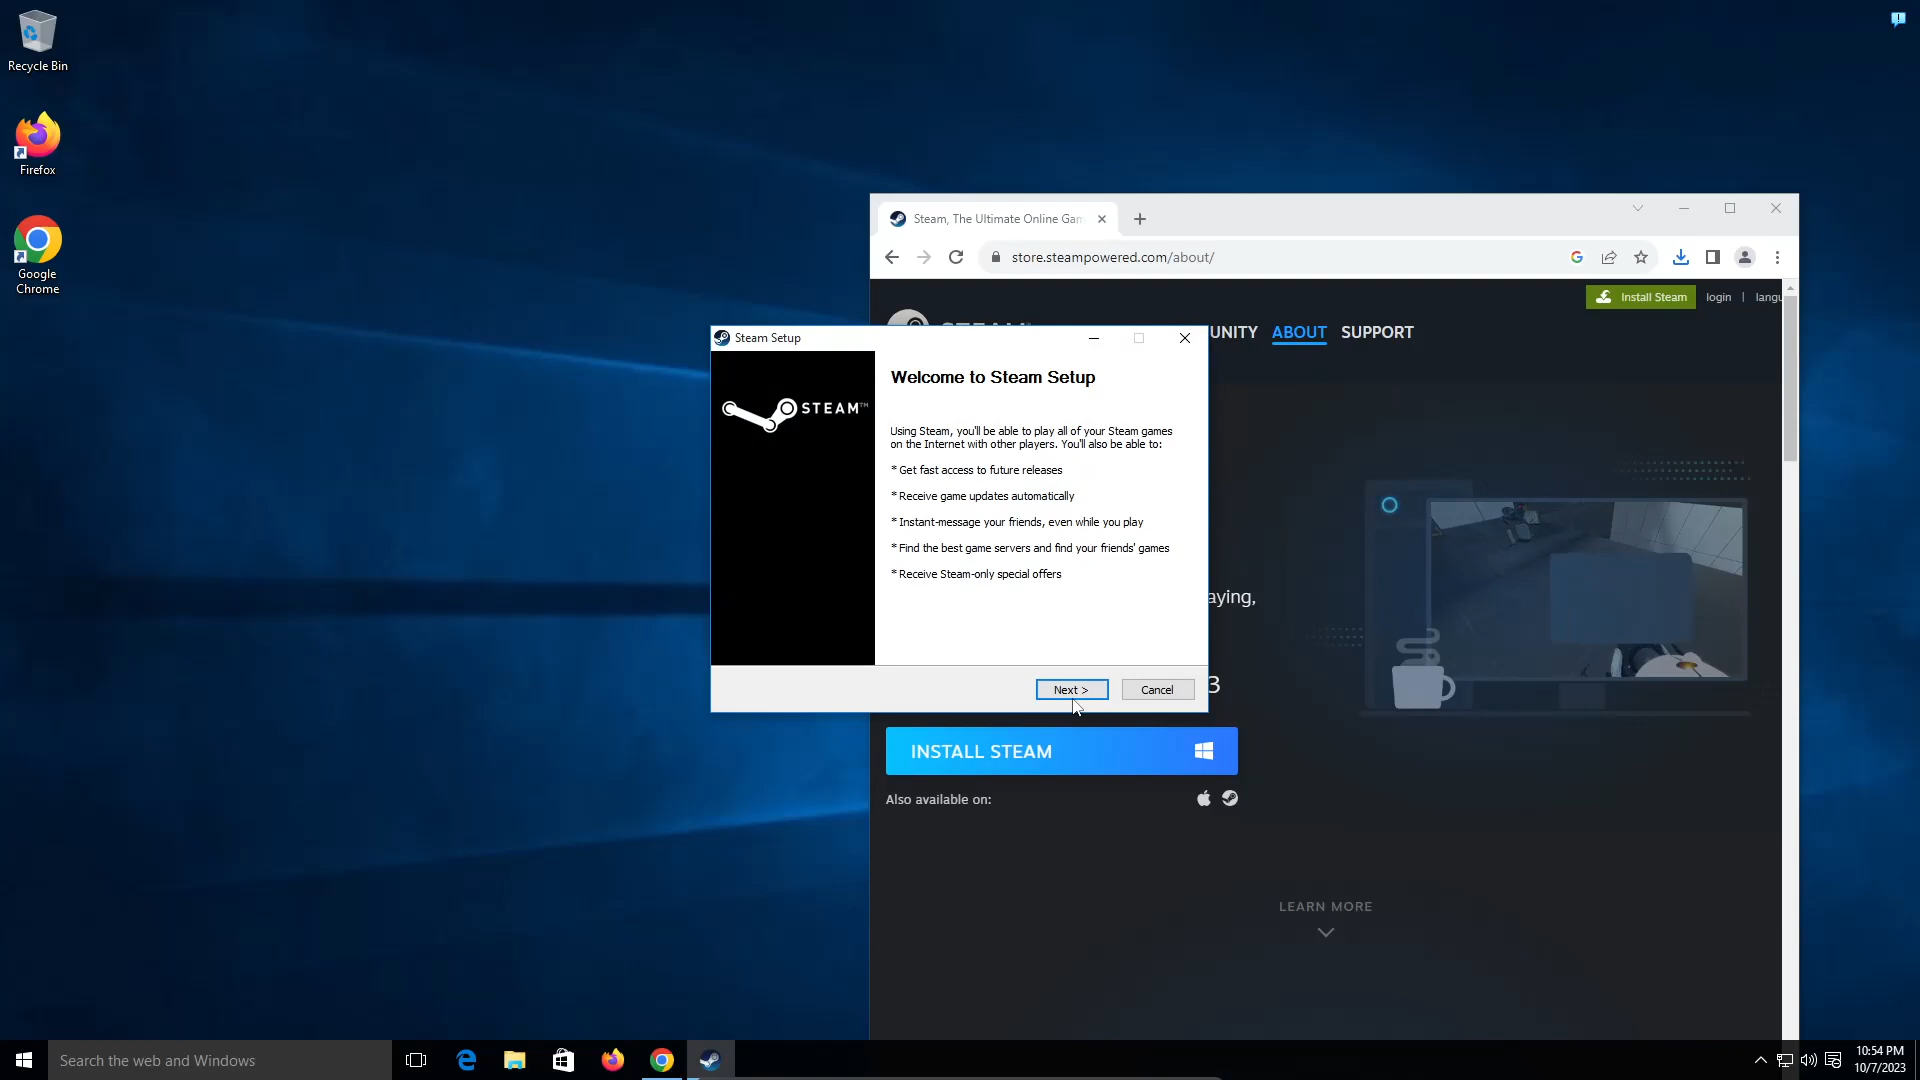 Recycle Bin
Firefox
Google
Chrome
Steam, The Ultimate Online Gam
store.steampowered.com/about/
Install Steam
login
|
langu
UNITY
ABOUT
SUPPORT
Steam Setup
STEAM™
Welcome to Steam Setup
Using Steam, you'll be able to play all of your Steam games
on the Internet with other players. You'll also be able to:
* Get fast access to future releases
* Receive game updates automatically
* Instant-message your friends, even while you play
* Find the best game servers and find your friends' games
* Receive Steam-only special offers
Next >
Cancel
aying,
3
INSTALL STEAM
Also available on:
LEARN MORE
Search the web and Windows
10:54 PM
10/7/2023